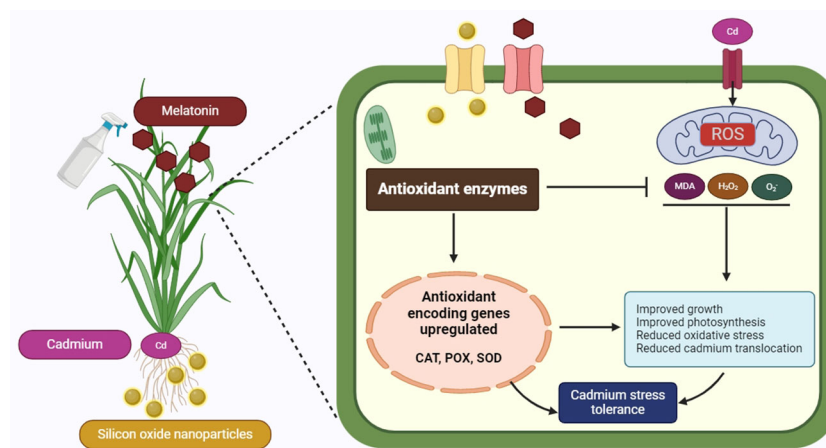 Melatonin
Cadmium
Cd
Silicon oxide nanoparticles
Cd
ROS
MDA
H₂O₂
O₂⁻
Antioxidant enzymes
Antioxidant
encoding genes
upregulated
CAT, POX, SOD
Improved growth
Improved photosynthesis
Reduced oxidative stress
Reduced cadmium translocation
Cadmium stress
tolerance